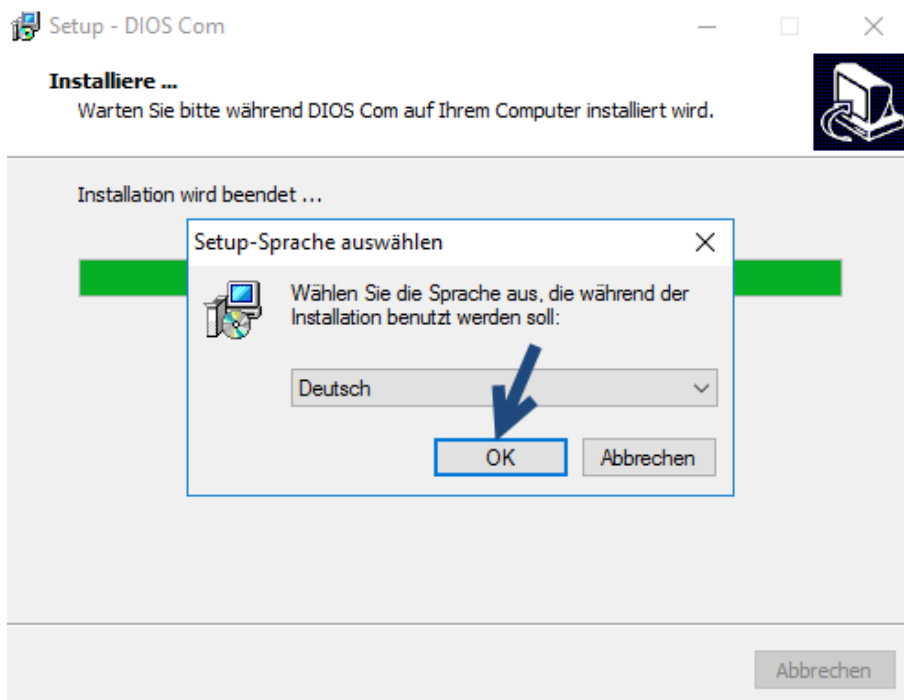 Setup - DIOS Com
Installiere ...
Warten Sie bitte während DIOS Com auf Ihrem Computer installiert wird.
Installation wird beendet ...
Setup-Sprache auswählen
Wählen Sie die Sprache aus, die während der
Installation benutzt werden soll:
Deutsch
OK
Abbrechen
Abbrechen